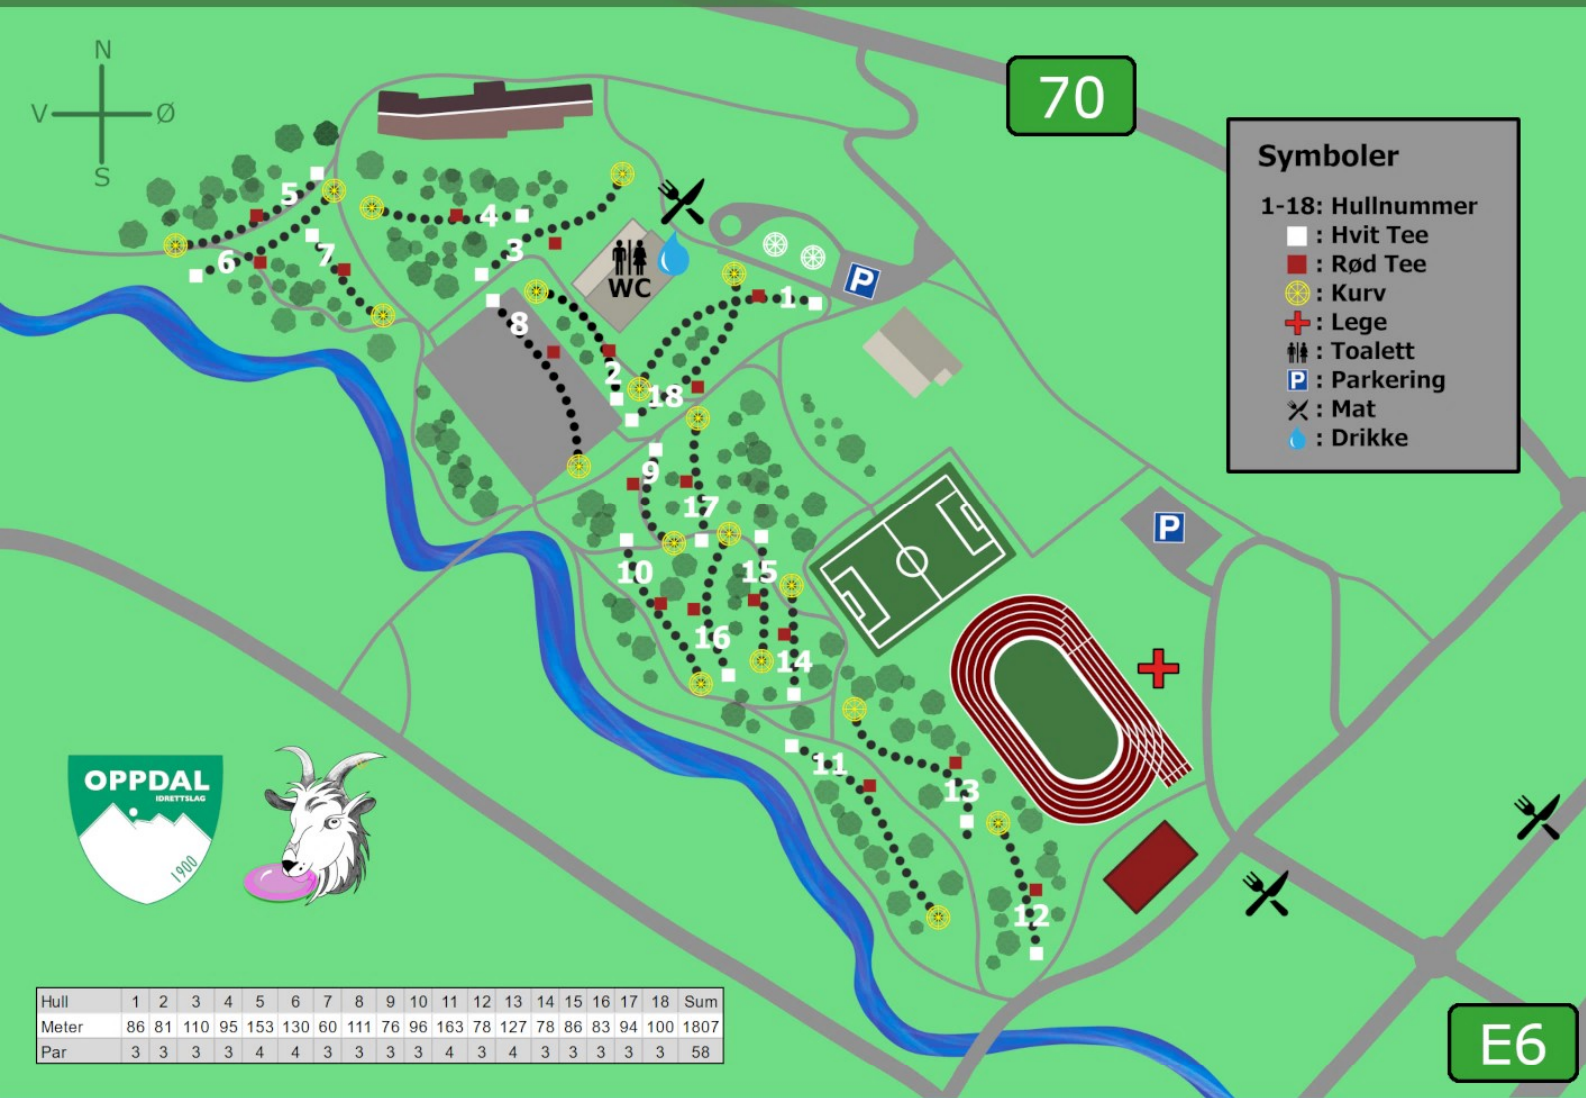 70
N
V Ø
S
Symboler
1-18: Hullnummer
: Hvit Tee
: Rød Tee
: Kurv
: Lege
: Toalett
P : Parkering
: Mat
: Drikke
5
4
3
6
7
WC
P
1
8
2
18
9
17
P
10
15
16
14
11
13
12
OPPDAL
IDRETTSLAG
1900
Hull 1 2 3 4 5 6 7 8 9 10 11 12 13 14 15 16 17 18 Sum
Meter 86 81 110 95 153 130 60 111 76 96 163 78 127 78 86 83 94 100 1807
Par 3 3 3 3 4 4 3 3 3 3 4 3 4 3 3 3 3 3 58
E6